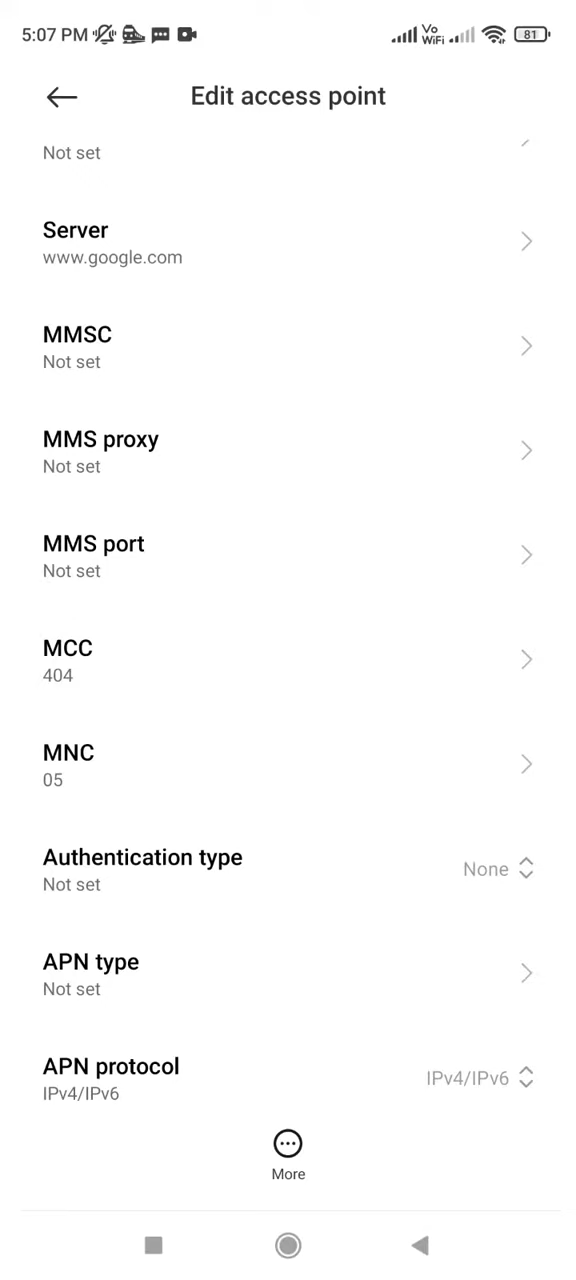 5:07 PM
Vo
WiFi
81
Edit access point
Not set
Server
www.google.com
MMSC
Not set
MMS proxy
Not set
MMS port
Not set
MCC
404
MNC
05
Authentication type
Not set
None
APN type
Not set
APN protocol
IPv4/IPv6
IPv4/IPv6
More